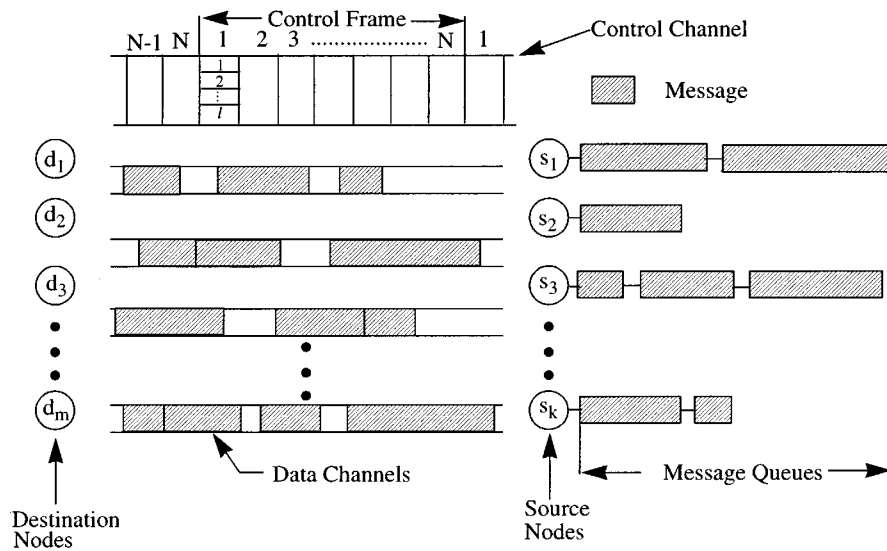 Control Frame
N-1 N 1 2 3 .................. N 1
Control Channel
1
2
⋮
l
Message
d1
s1
d2
s2
d3
s3
dm
sk
Data Channels
Message Queues
Destination
Nodes
Source
Nodes